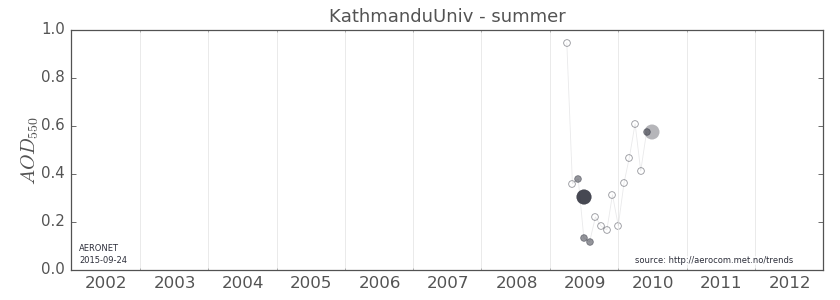 KathmanduUniv - summer
1.0
0.8
0.6
0.4
0.2
0.0
AOD550
AERONET
2015-09-24
source: http://aerocom.met.no/trends
2002 2003 2004 2005 2006 2007 2008 2009 2010 2011 2012